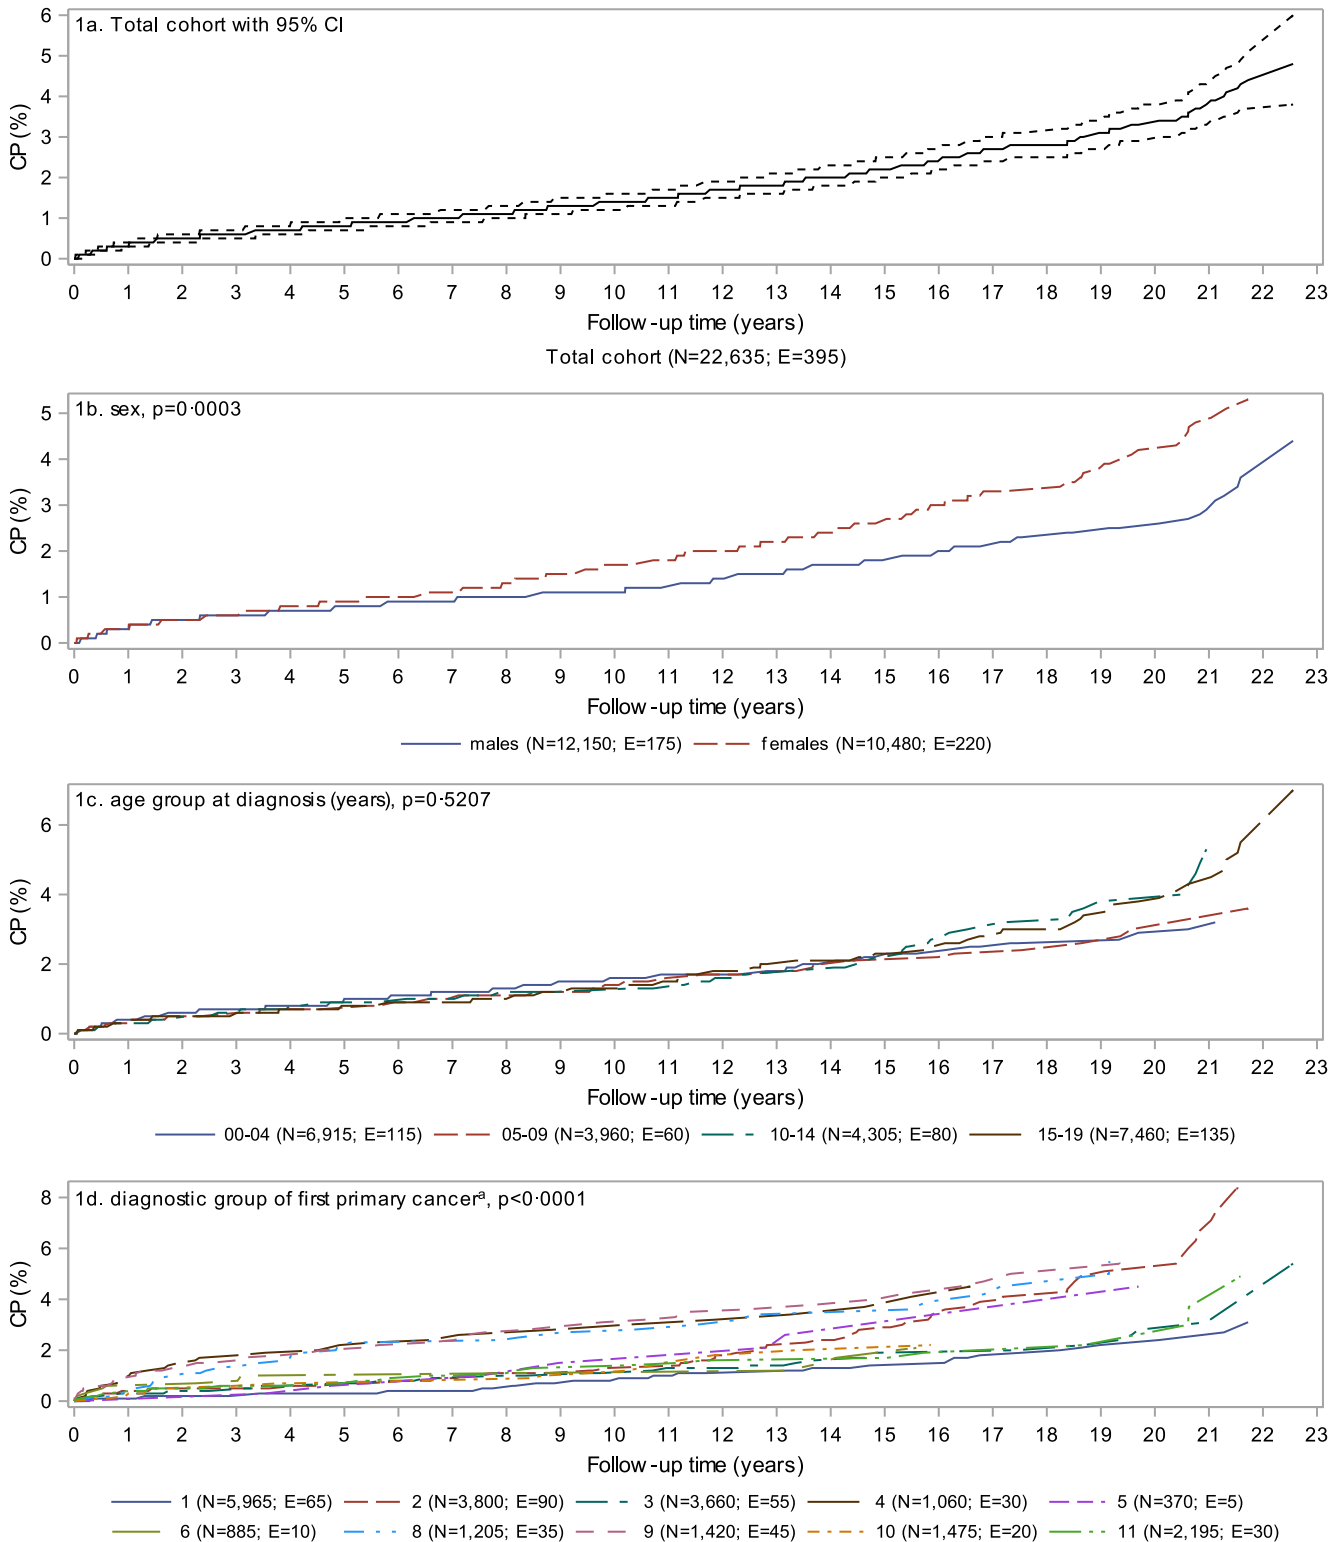 1a. Total cohort with 95% CI
CP (%)
6
5
4
3
2
1
0
0 1 2 3 4 5 6 7 8 9 10 11 12 13 14 15 16 17 18 19 20 21 22 23
Follow-up time (years)
Total cohort (N=22,635; E=395)
1b. sex, p=0·0003
CP (%)
5
4
3
2
1
0
0 1 2 3 4 5 6 7 8 9 10 11 12 13 14 15 16 17 18 19 20 21 22 23
Follow-up time (years)
males (N=12,150; E=175) females (N=10,480; E=220)
1c. age group at diagnosis (years), p=0·5207
CP (%)
6
4
2
0
0 1 2 3 4 5 6 7 8 9 10 11 12 13 14 15 16 17 18 19 20 21 22 23
Follow-up time (years)
00-04 (N=6,915; E=115) 05-09 (N=3,960; E=60) 10-14 (N=4,305; E=80) 15-19 (N=7,460; E=135)
1d. diagnostic group of first primary cancerª, p<0·0001
CP (%)
8
6
4
2
0
0 1 2 3 4 5 6 7 8 9 10 11 12 13 14 15 16 17 18 19 20 21 22 23
Follow-up time (years)
1 (N=5,965; E=65) 2 (N=3,800; E=90) 3 (N=3,660; E=55) 4 (N=1,060; E=30) 5 (N=370; E=5)
6 (N=885; E=10) 8 (N=1,205; E=35) 9 (N=1,420; E=45) 10 (N=1,475; E=20) 11 (N=2,195; E=30)